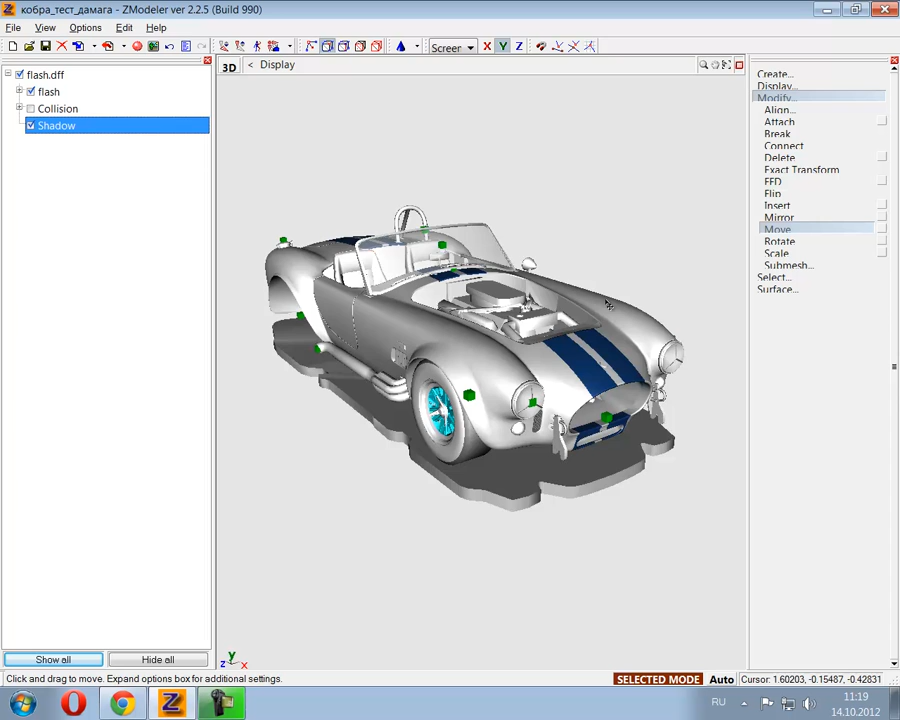 кобра_тест_дамага - ZModeler ver 2.2.5 (Build 990)
File View Options Edit Help
Screen X Y Z
flash.dff
flash
Collision
Shadow
3D < Display
Create...
Display...
Modify...
Align...
Attach
Break
Connect
Delete
Exact Transform
FFD
Flip
Insert
Mirror
Move
Rotate
Scale
Submesh...
Select...
Surface...
y
z x
Show all Hide all
Click and drag to move. Expand options box for additional settings. SELECTED MODE Auto Cursor: 1.60203, -0.15487, -0.42831
RU 11:19
14.10.2012